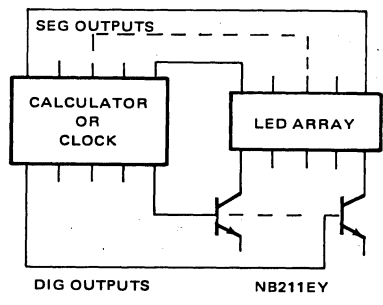 SEG OUTPUTS
CALCULATOR
OR
CLOCK
LED ARRAY
DIG OUTPUTS
NB211EY